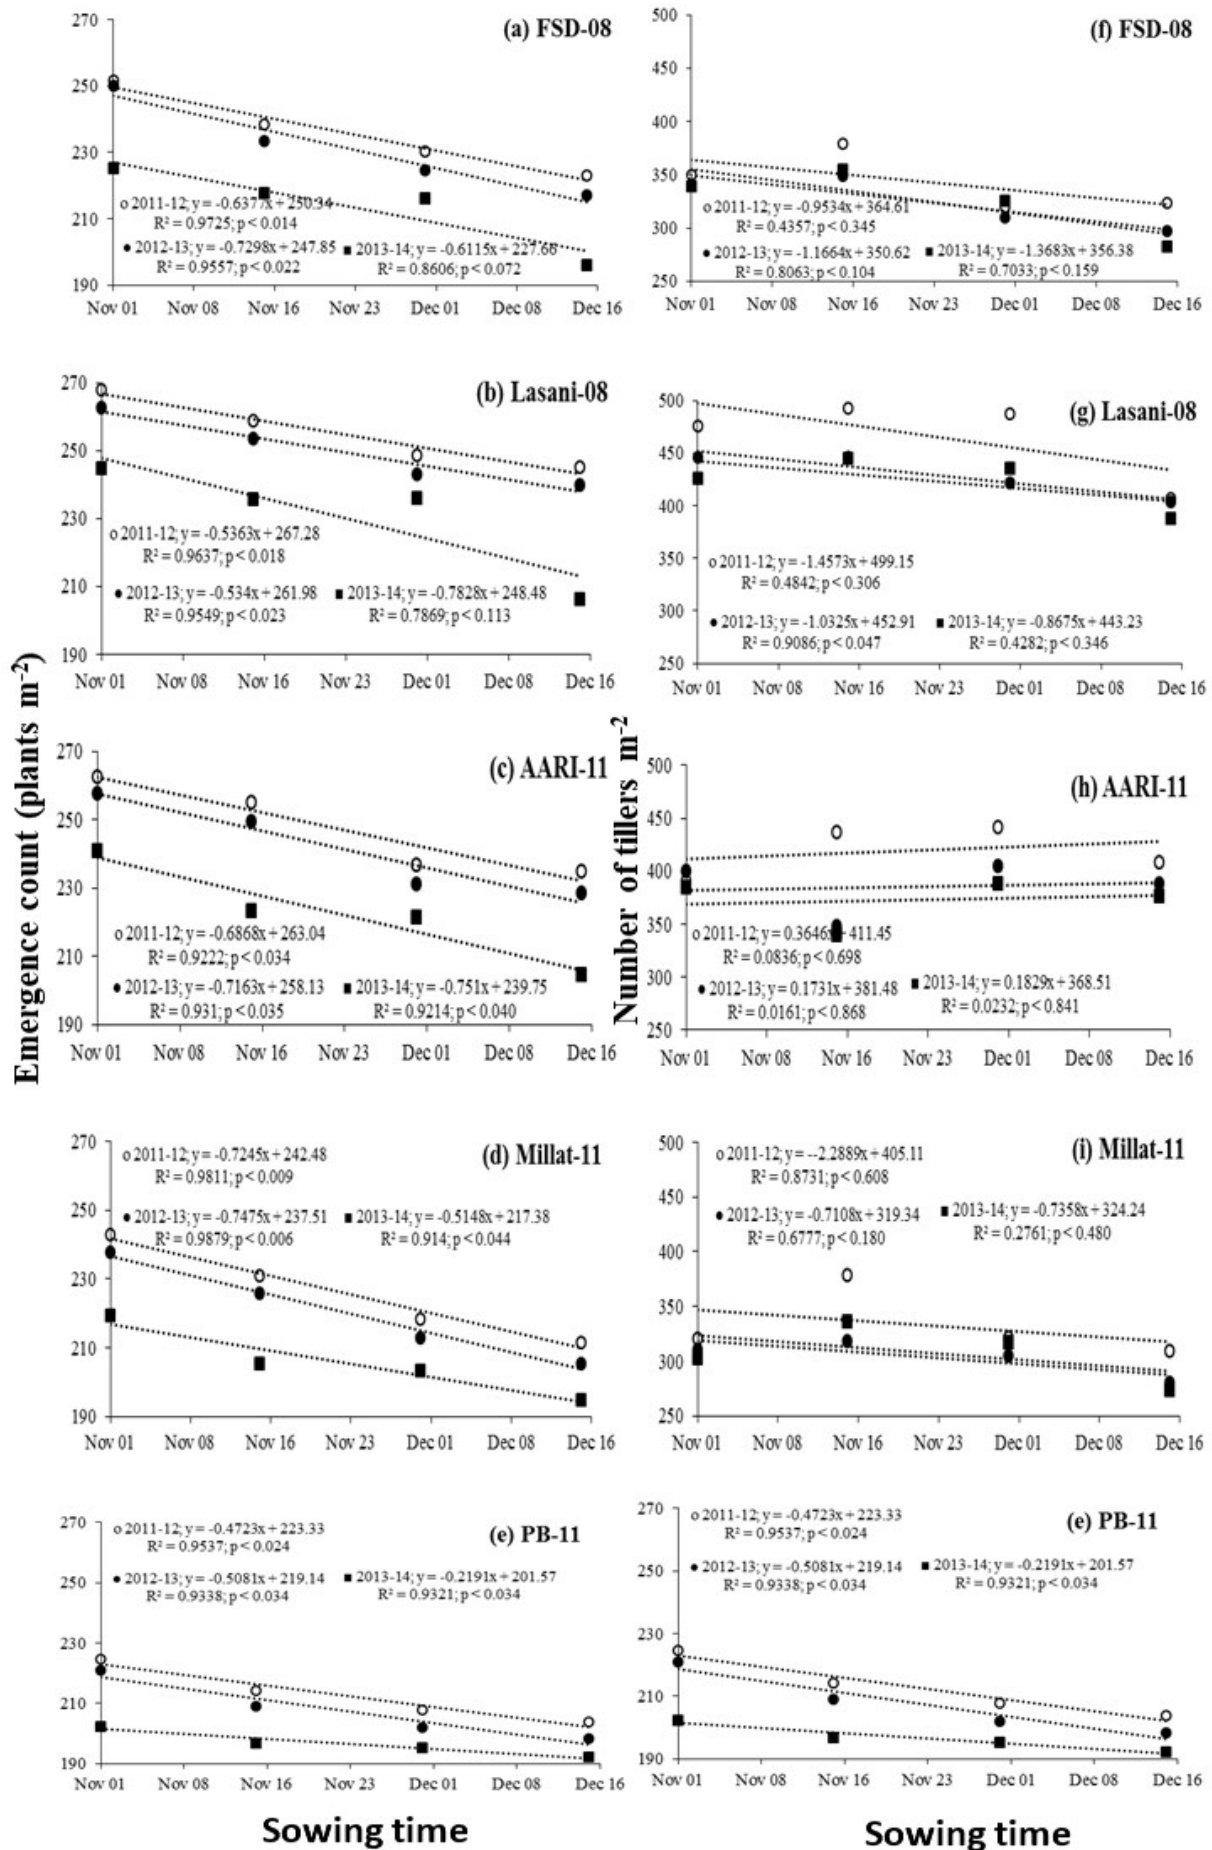 Emergence count (plants m⁻²)
Number of tillers m⁻²
(a) FSD-08
270
250
230
210
190
○ 2011-12; y = -0.637x + 250.34
R² = 0.9725; p < 0.014
● 2012-13; y = -0.7298x + 247.85 ■ 2013-14; y = -0.6115x + 227.66
R² = 0.9557; p < 0.022 R² = 0.8606; p < 0.072
Nov 01 Nov 08 Nov 16 Nov 23 Dec 01 Dec 08 Dec 16
(f) FSD-08
500
450
400
350
300
250
○ 2011-12; y = -0.9534x + 364.61
R² = 0.4357; p < 0.345
● 2012-13; y = -1.1664x + 350.62 ■ 2013-14; y = -1.3683x + 356.38
R² = 0.8063; p < 0.104 R² = 0.7033; p < 0.159
Nov 01 Nov 08 Nov 16 Nov 23 Dec 01 Dec 08 Dec 16
(b) Lasani-08
270
250
230
210
190
○ 2011-12; y = -0.5363x + 267.28
R² = 0.9637; p < 0.018
● 2012-13; y = -0.534x + 261.98 ■ 2013-14; y = -0.7828x + 248.48
R² = 0.9549; p < 0.023 R² = 0.7869; p < 0.113
Nov 01 Nov 08 Nov 16 Nov 23 Dec 01 Dec 08 Dec 16
(g) Lasani-08
500
450
400
350
300
250
○ 2011-12; y = -1.4573x + 499.15
R² = 0.4842; p < 0.306
● 2012-13; y = -1.0325x + 452.91 ■ 2013-14; y = -0.8675x + 443.23
R² = 0.9086; p < 0.047 R² = 0.4282; p < 0.346
Nov 01 Nov 08 Nov 16 Nov 23 Dec 01 Dec 08 Dec 16
(c) AARI-11
270
250
230
210
190
○ 2011-12; y = -0.6868x + 263.04
R² = 0.9222; p < 0.034
● 2012-13; y = -0.7163x + 258.13 ■ 2013-14; y = -0.751x + 239.75
R² = 0.931; p < 0.035 R² = 0.9214; p < 0.040
Nov 01 Nov 08 Nov 16 Nov 23 Dec 01 Dec 08 Dec 16
(h) AARI-11
500
450
400
350
300
250
○ 2011-12; y = 0.3646x + 411.45
R² = 0.0836; p < 0.698
● 2012-13; y = 0.1731x + 381.48 ■ 2013-14; y = 0.1829x + 368.51
R² = 0.0161; p < 0.868 R² = 0.0232; p < 0.841
Nov 01 Nov 08 Nov 16 Nov 23 Dec 01 Dec 08 Dec 16
(d) Millat-11
270
250
230
210
190
○ 2011-12; y = -0.7245x + 242.48
R² = 0.9811; p < 0.009
● 2012-13; y = -0.7475x + 237.51 ■ 2013-14; y = -0.5148x + 217.38
R² = 0.9879; p < 0.006 R² = 0.914; p < 0.044
Nov 01 Nov 08 Nov 16 Nov 23 Dec 01 Dec 08 Dec 16
(i) Millat-11
500
450
400
350
300
250
○ 2011-12; y = --2.2889x + 405.11
R² = 0.8731; p < 0.608
● 2012-13; y = -0.7108x + 319.34 ■ 2013-14; y = -0.7358x + 324.24
R² = 0.6777; p < 0.180 R² = 0.2761; p < 0.480
Nov 01 Nov 08 Nov 16 Nov 23 Dec 01 Dec 08 Dec 16
(e) PB-11
270
250
230
210
190
○ 2011-12; y = -0.4723x + 223.33
R² = 0.9537; p < 0.024
● 2012-13; y = -0.5081x + 219.14 ■ 2013-14; y = -0.2191x + 201.57
R² = 0.9338; p < 0.034 R² = 0.9321; p < 0.034
Nov 01 Nov 08 Nov 16 Nov 23 Dec 01 Dec 08 Dec 16
Sowing time
(e) PB-11
270
250
230
210
190
○ 2011-12; y = -0.4723x + 223.33
R² = 0.9537; p < 0.024
● 2012-13; y = -0.5081x + 219.14 ■ 2013-14; y = -0.2191x + 201.57
R² = 0.9338; p < 0.034 R² = 0.9321; p < 0.034
Nov 01 Nov 08 Nov 16 Nov 23 Dec 01 Dec 08 Dec 16
Sowing time